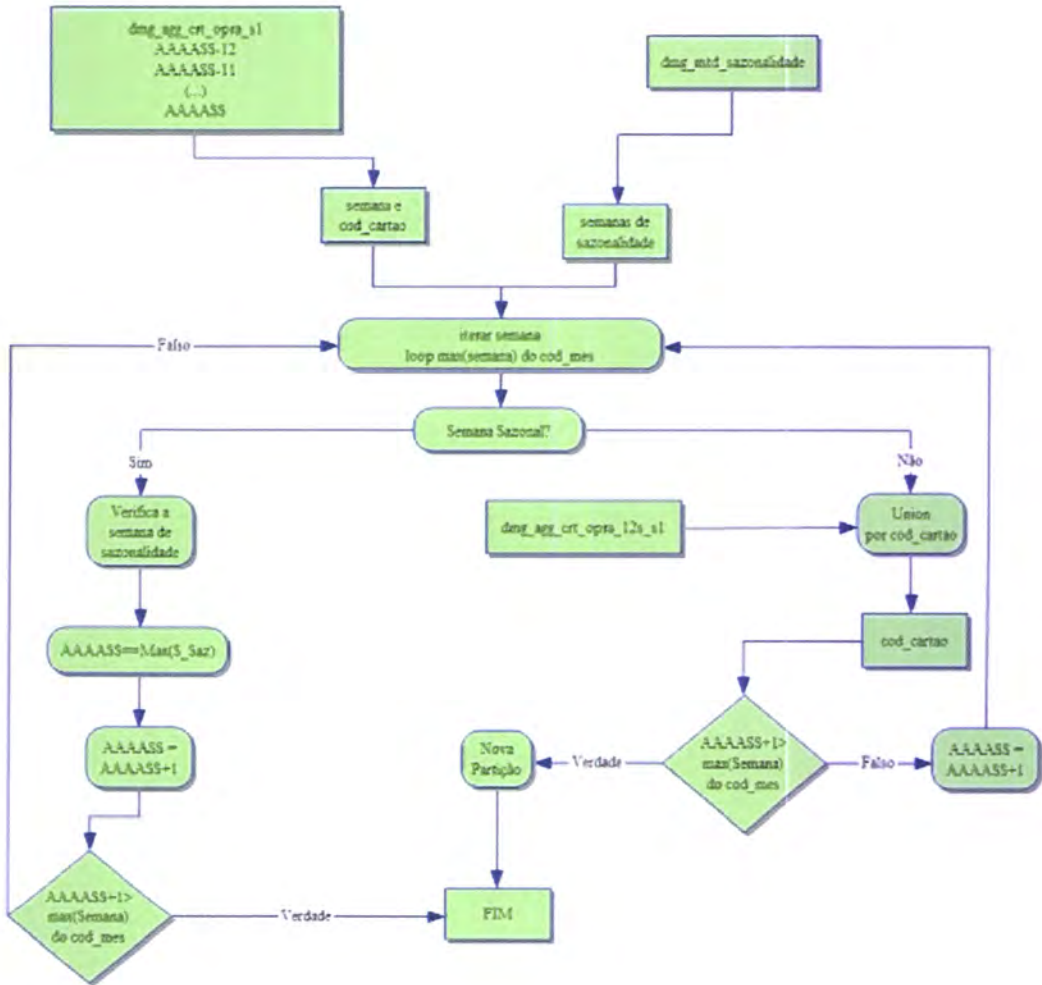 dmg_agg_crt_opra_s1
AAAASS-12
AAAASS-11
(...)
AAAASS
dmg_mtd_sazonalidade
semana e
cod_cartao
semanas de
sazonalidade
iterar semana
loop max(semana) do cod_mes
Falso
Semana Sazonal?
Sim
Não
Verifica a
semana de
sazonalidade
dmg_agg_crt_opra_12s_s1
Union
por cod_cartao
AAAASS==Max(S_Saz)
cod_cartao
AAAASS =
AAAASS+1
Nova
Partição
Verdade
AAAASS+1>
max(Semana)
do cod_mes
Falso
AAAASS =
AAAASS+1
AAAASS+1>
max(Semana)
do cod_mes
Verdade
FIM